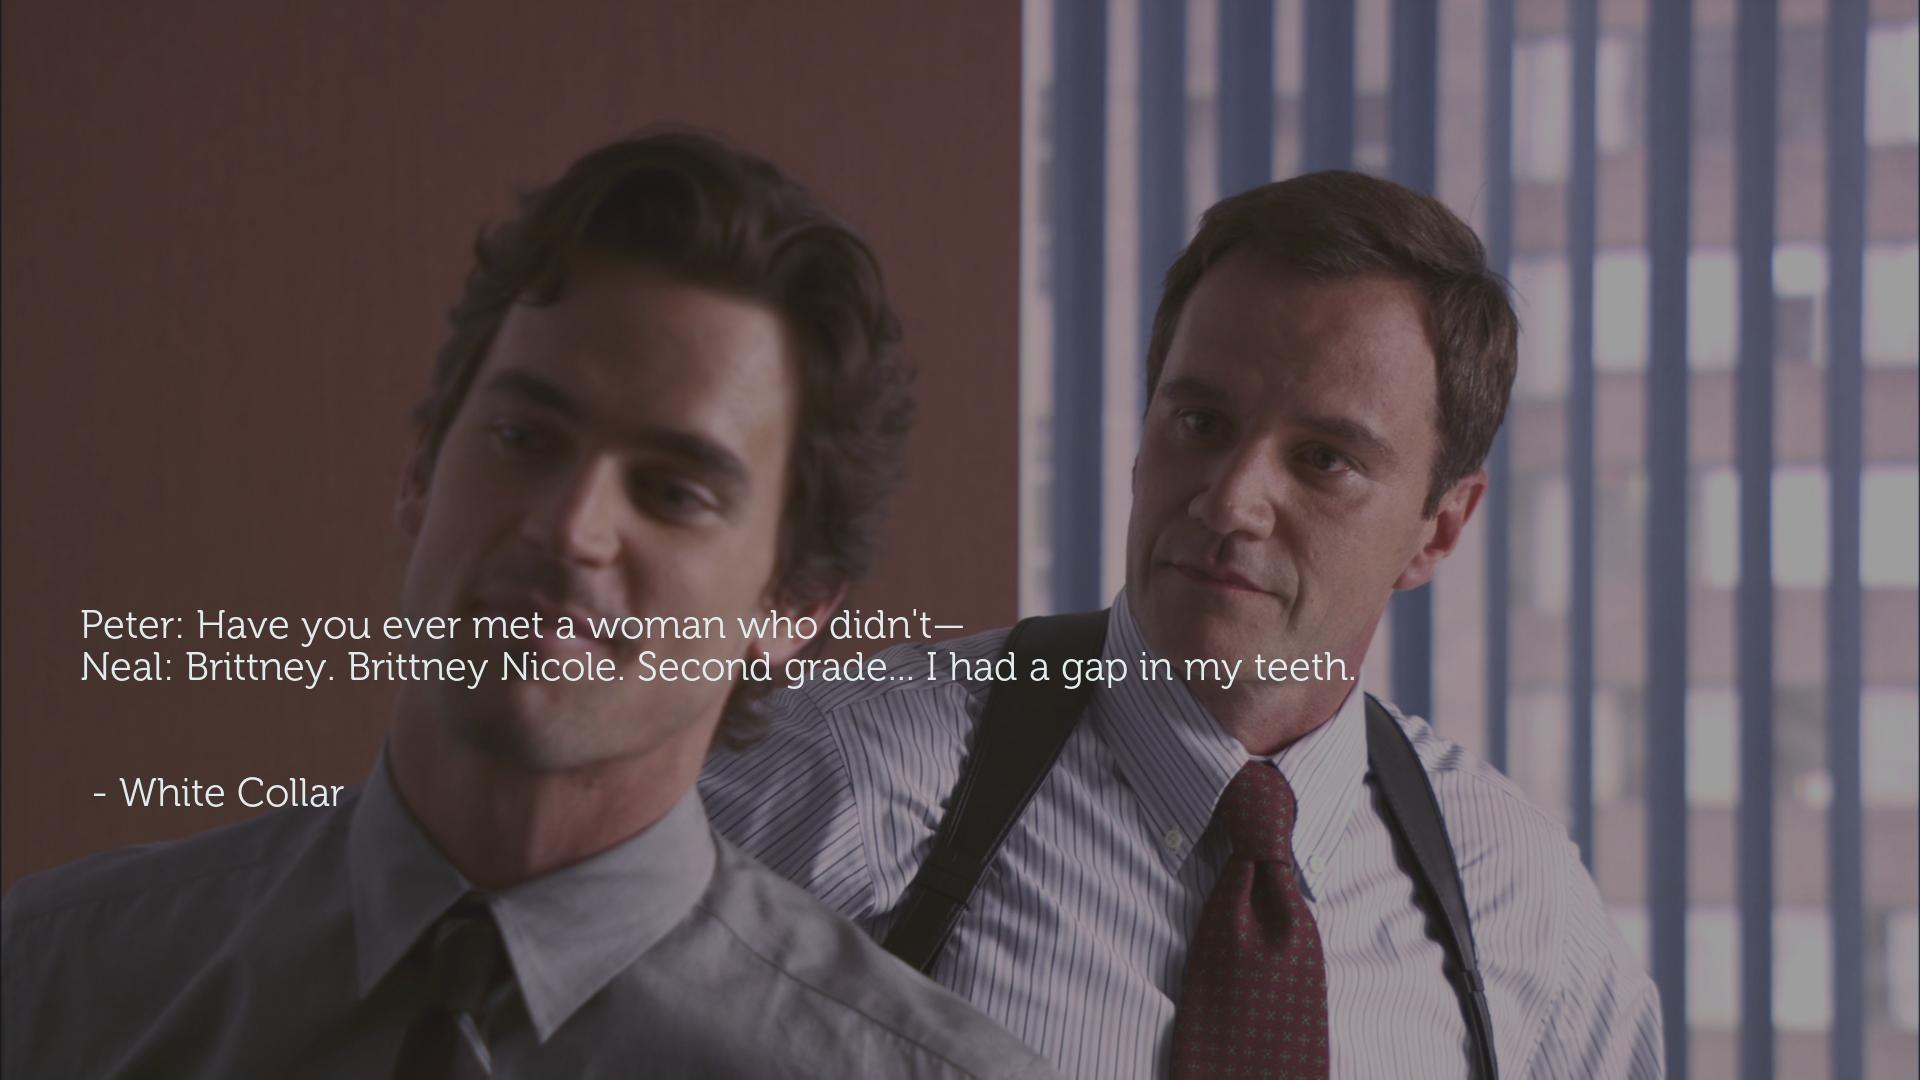 Peter: Have you ever met a woman who didn't—
Neal: Brittney. Brittney Nicole. Second grade... I had a gap in my teeth.
- White Collar